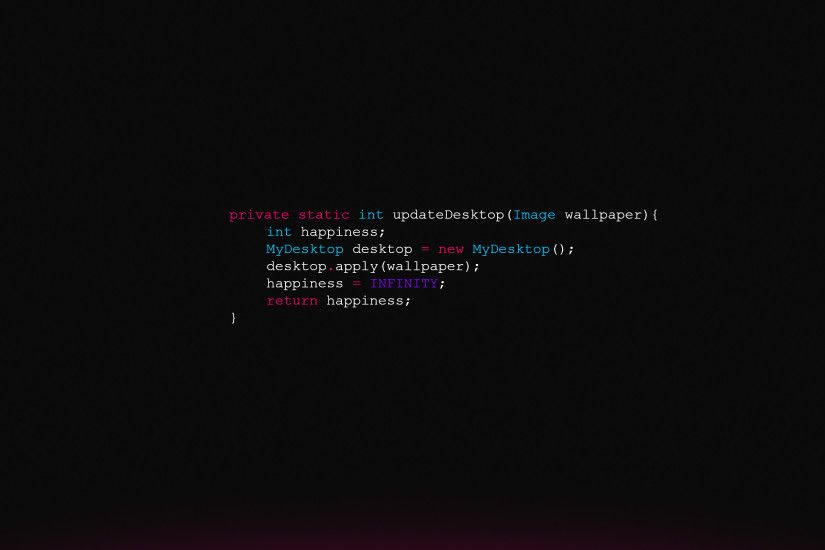 private static int updateDesktop(Image wallpaper){
int happiness;
MyDesktop desktop = new MyDesktop();
desktop.apply(wallpaper);
happiness = INFINITY;
return happiness;
}